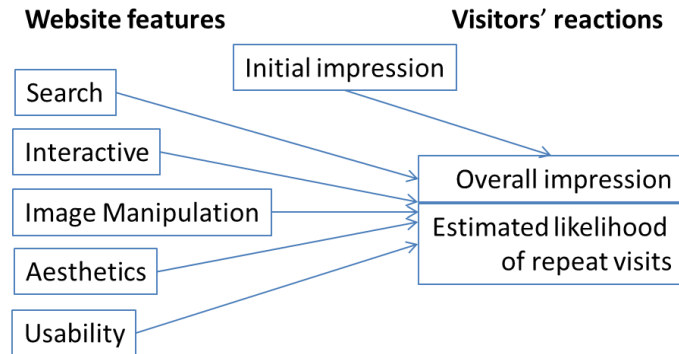 Website features
Visitors’ reactions
Initial impression
Search
Interactive
Image Manipulation
Aesthetics
Usability
Overall impression
Estimated likelihood
of repeat visits